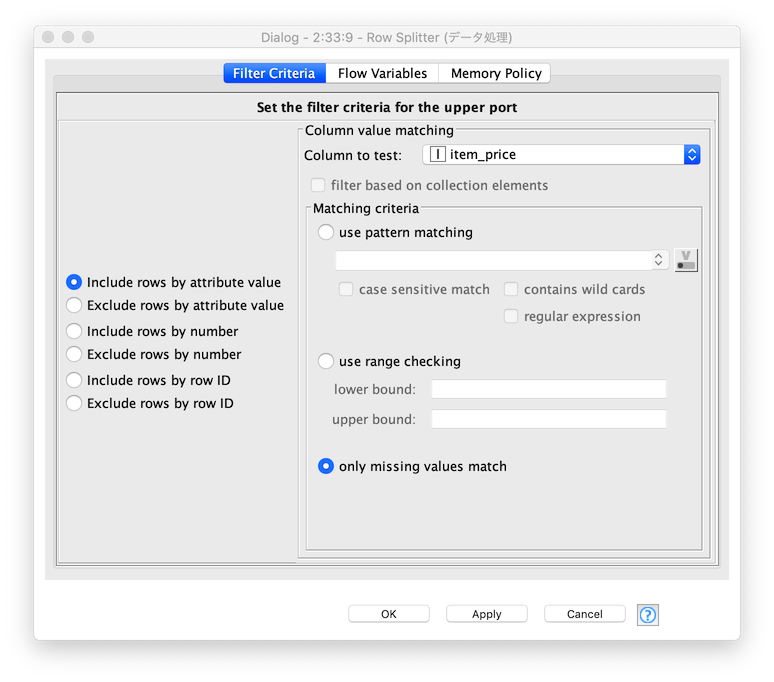 Dialog - 2:33:9 - Row Splitter (データ処理)
Filter Criteria Flow Variables Memory Policy
Set the filter criteria for the upper port
Column value matching
Column to test: I item_price
filter based on collection elements
Matching criteria
use pattern matching
V
case sensitive match contains wild cards
regular expression
Include rows by attribute value
Exclude rows by attribute value
Include rows by number
Exclude rows by number
Include rows by row ID
Exclude rows by row ID
use range checking
lower bound:
upper bound:
only missing values match
OK Apply Cancel ?